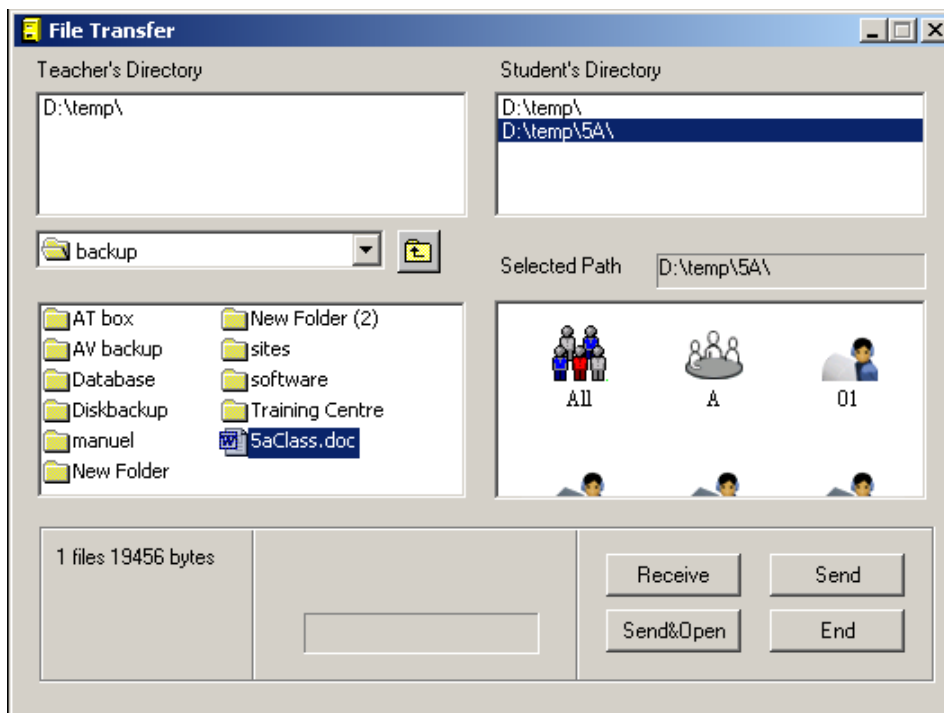 File Transfer
Teacher's Directory
Student's Directory
D:\temp\
D:\temp\
D:\temp\5A\
backup
Selected Path
D:\temp\5A\
AT box
New Folder (2)
AV backup
sites
Database
software
Diskbackup
Training Centre
manuel
5aClass.doc
New Folder
All
A
01
1 files 19456 bytes
Receive
Send
Send&Open
End